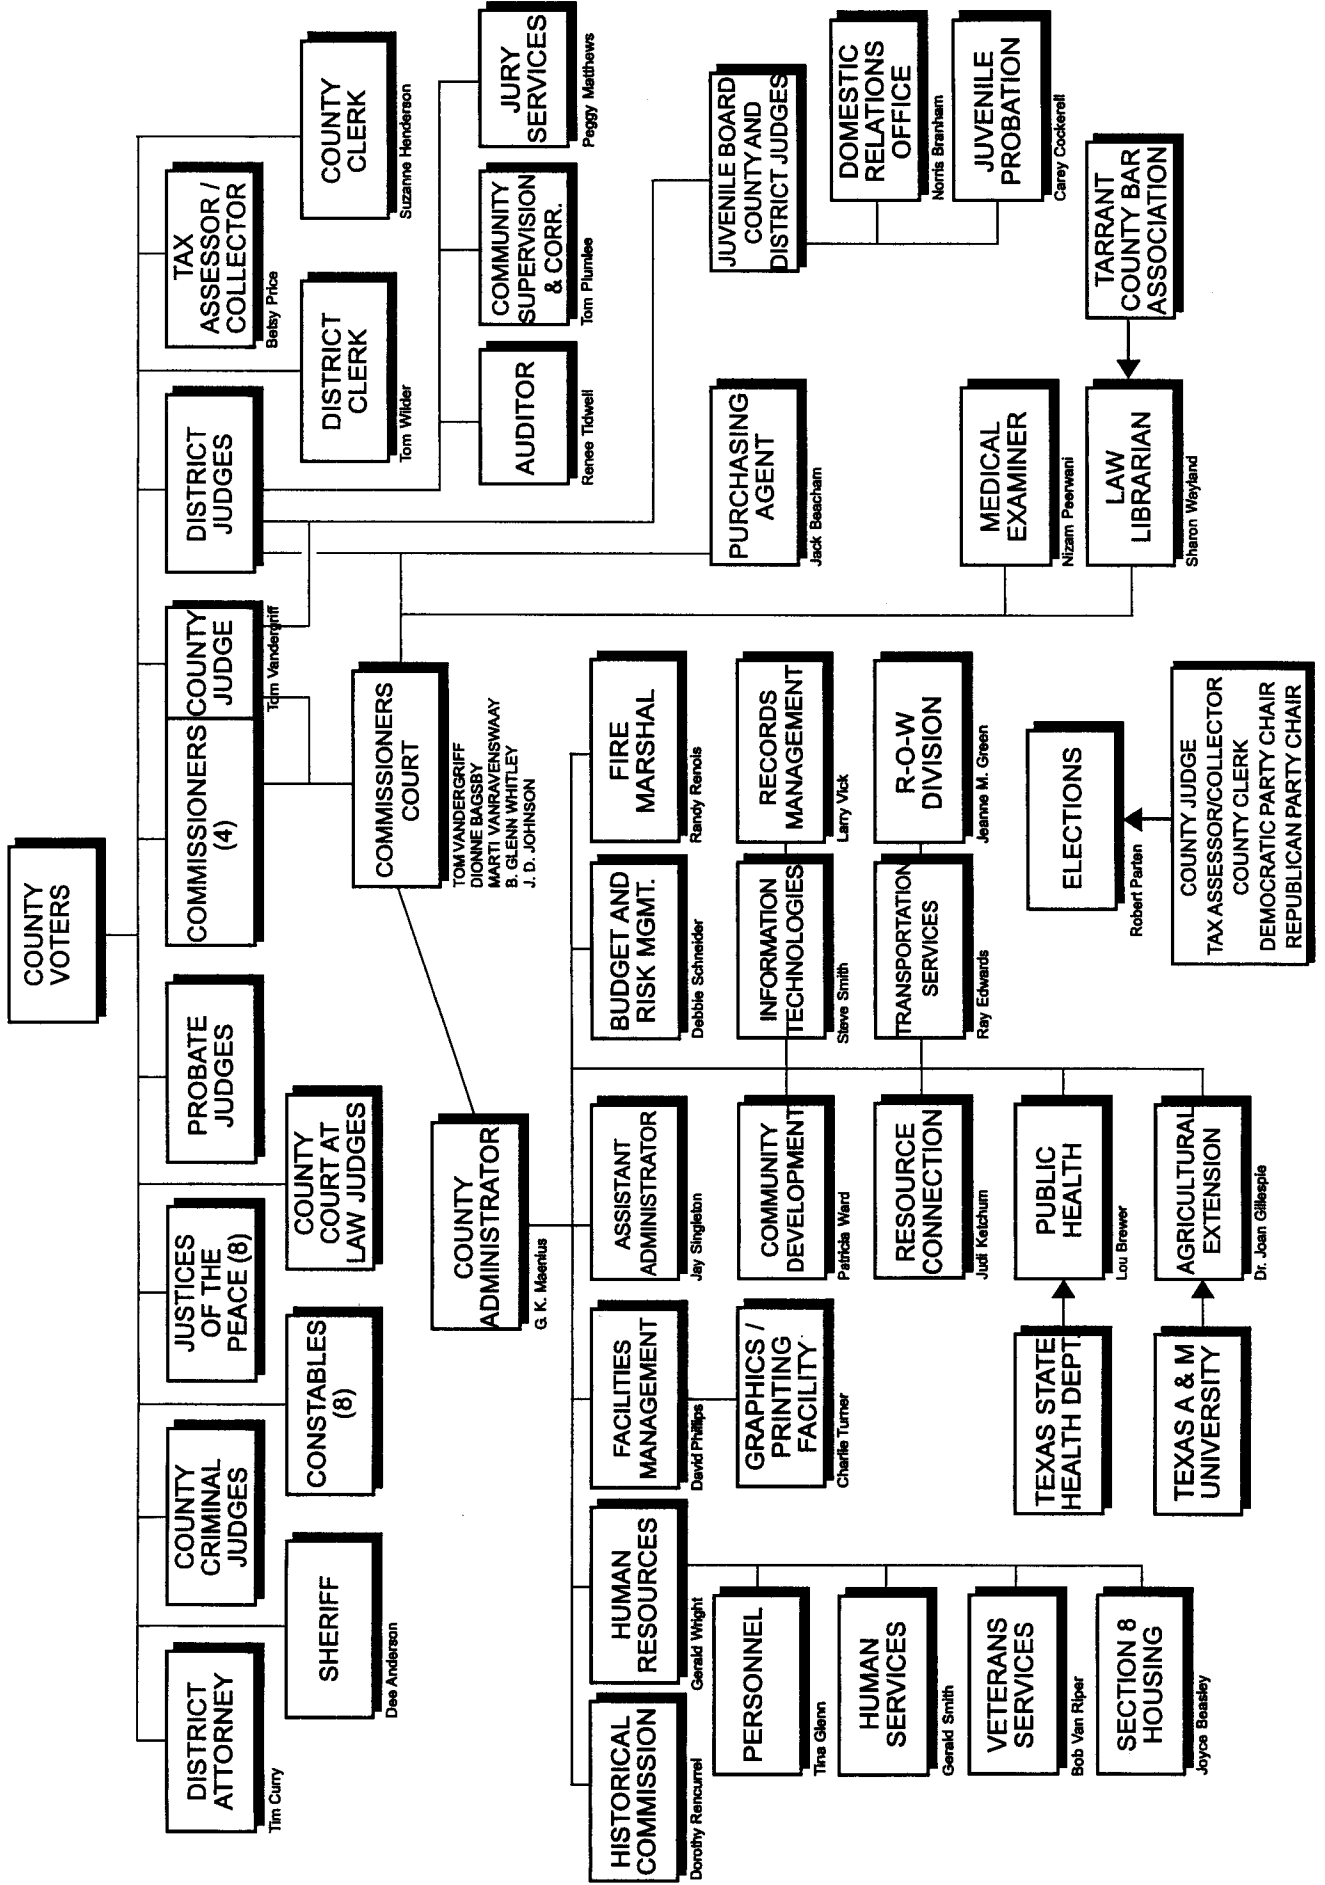 COUNTY
VOTERS
DISTRICT
ATTORNEY
Tim Curry
COUNTY
CRIMINAL
JUDGES
JUSTICES
OF THE
PEACE (8)
PROBATE
JUDGES
COMMISSIONERS
(4)
COUNTY
JUDGE
Tom Vandergriff
DISTRICT
JUDGES
TAX
ASSESSOR /
COLLECTOR
Betsy Price
SHERIFF
Dee Anderson
CONSTABLES
(8)
COUNTY
COURT AT
LAW JUDGES
DISTRICT
CLERK
Tom Wilder
COUNTY
CLERK
Suzanne Henderson
COMMISSIONERS
COURT
TOM VANDERGRIFF
DIONNE BAGSBY
MARTI VANRAVENSWAAY
B. GLENN WHITLEY
J. D. JOHNSON
COUNTY
ADMINISTRATOR
G. K. Maenius
AUDITOR
Renee Tidwell
COMMUNITY
SUPERVISION
& CORR.
Tom Plumlee
JURY
SERVICES
Peggy Matthews
HISTORICAL
COMMISSION
Dorothy Rencurrel
HUMAN
RESOURCES
Gerald Wright
FACILITIES
MANAGEMENT
David Phillips
ASSISTANT
ADMINISTRATOR
Jay Singleton
BUDGET AND
RISK MGMT.
Debbie Schneider
FIRE
MARSHAL
Randy Renois
PURCHASING
AGENT
Jack Beacham
JUVENILE BOARD
COUNTY AND
DISTRICT JUDGES
PERSONNEL
Tina Glenn
GRAPHICS /
PRINTING
FACILITY
Charlie Turner
COMMUNITY
DEVELOPMENT
Patricia Ward
INFORMATION
TECHNOLOGIES
Steve Smith
RECORDS
MANAGEMENT
Larry Vick
DOMESTIC
RELATIONS
OFFICE
Norris Branham
HUMAN
SERVICES
Gerald Smith
RESOURCE
CONNECTION
Judi Ketchum
TRANSPORTATION
SERVICES
Ray Edwards
R-O-W
DIVISION
Jeanne M. Green
MEDICAL
EXAMINER
Nizam Peerwani
JUVENILE
PROBATION
Carey Cockerell
VETERANS
SERVICES
Bob Van Riper
TEXAS STATE
HEALTH DEPT.
PUBLIC
HEALTH
Lou Brewer
ELECTIONS
Robert Parten
LAW
LIBRARIAN
Sharon Wayland
TARRANT
COUNTY BAR
ASSOCIATION
SECTION 8
HOUSING
Joyce Beasley
TEXAS A & M
UNIVERSITY
AGRICULTURAL
EXTENSION
Dr. Joan Gillespie
COUNTY JUDGE
TAX ASSESSOR/COLLECTOR
COUNTY CLERK
DEMOCRATIC PARTY CHAIR
REPUBLICAN PARTY CHAIR